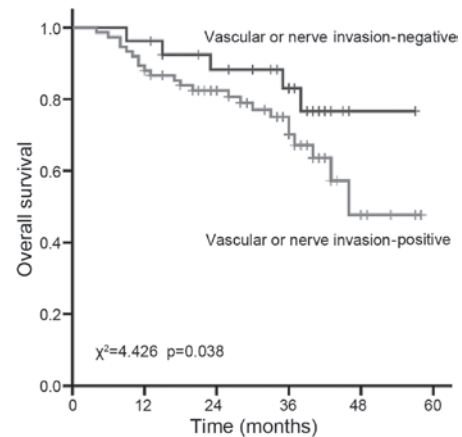 1.0
0.8
0.6
0.4
0.2
0.0
Overall survival
Vascular or nerve invasion-negative
Vascular or nerve invasion-positive
χ²=4.426 p=0.038
0 12 24 36 48 60
Time (months)